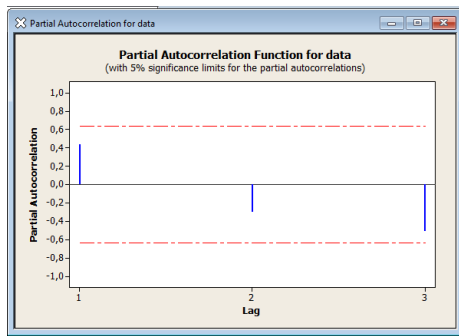 Partial Autocorrelation for data
Partial Autocorrelation Function for data
(with 5% significance limits for the partial autocorrelations)
Partial Autocorrelation
1,0
0,8
0,6
0,4
0,2
0,0
-0,2
-0,4
-0,6
-0,8
-1,0
1
2
3
Lag